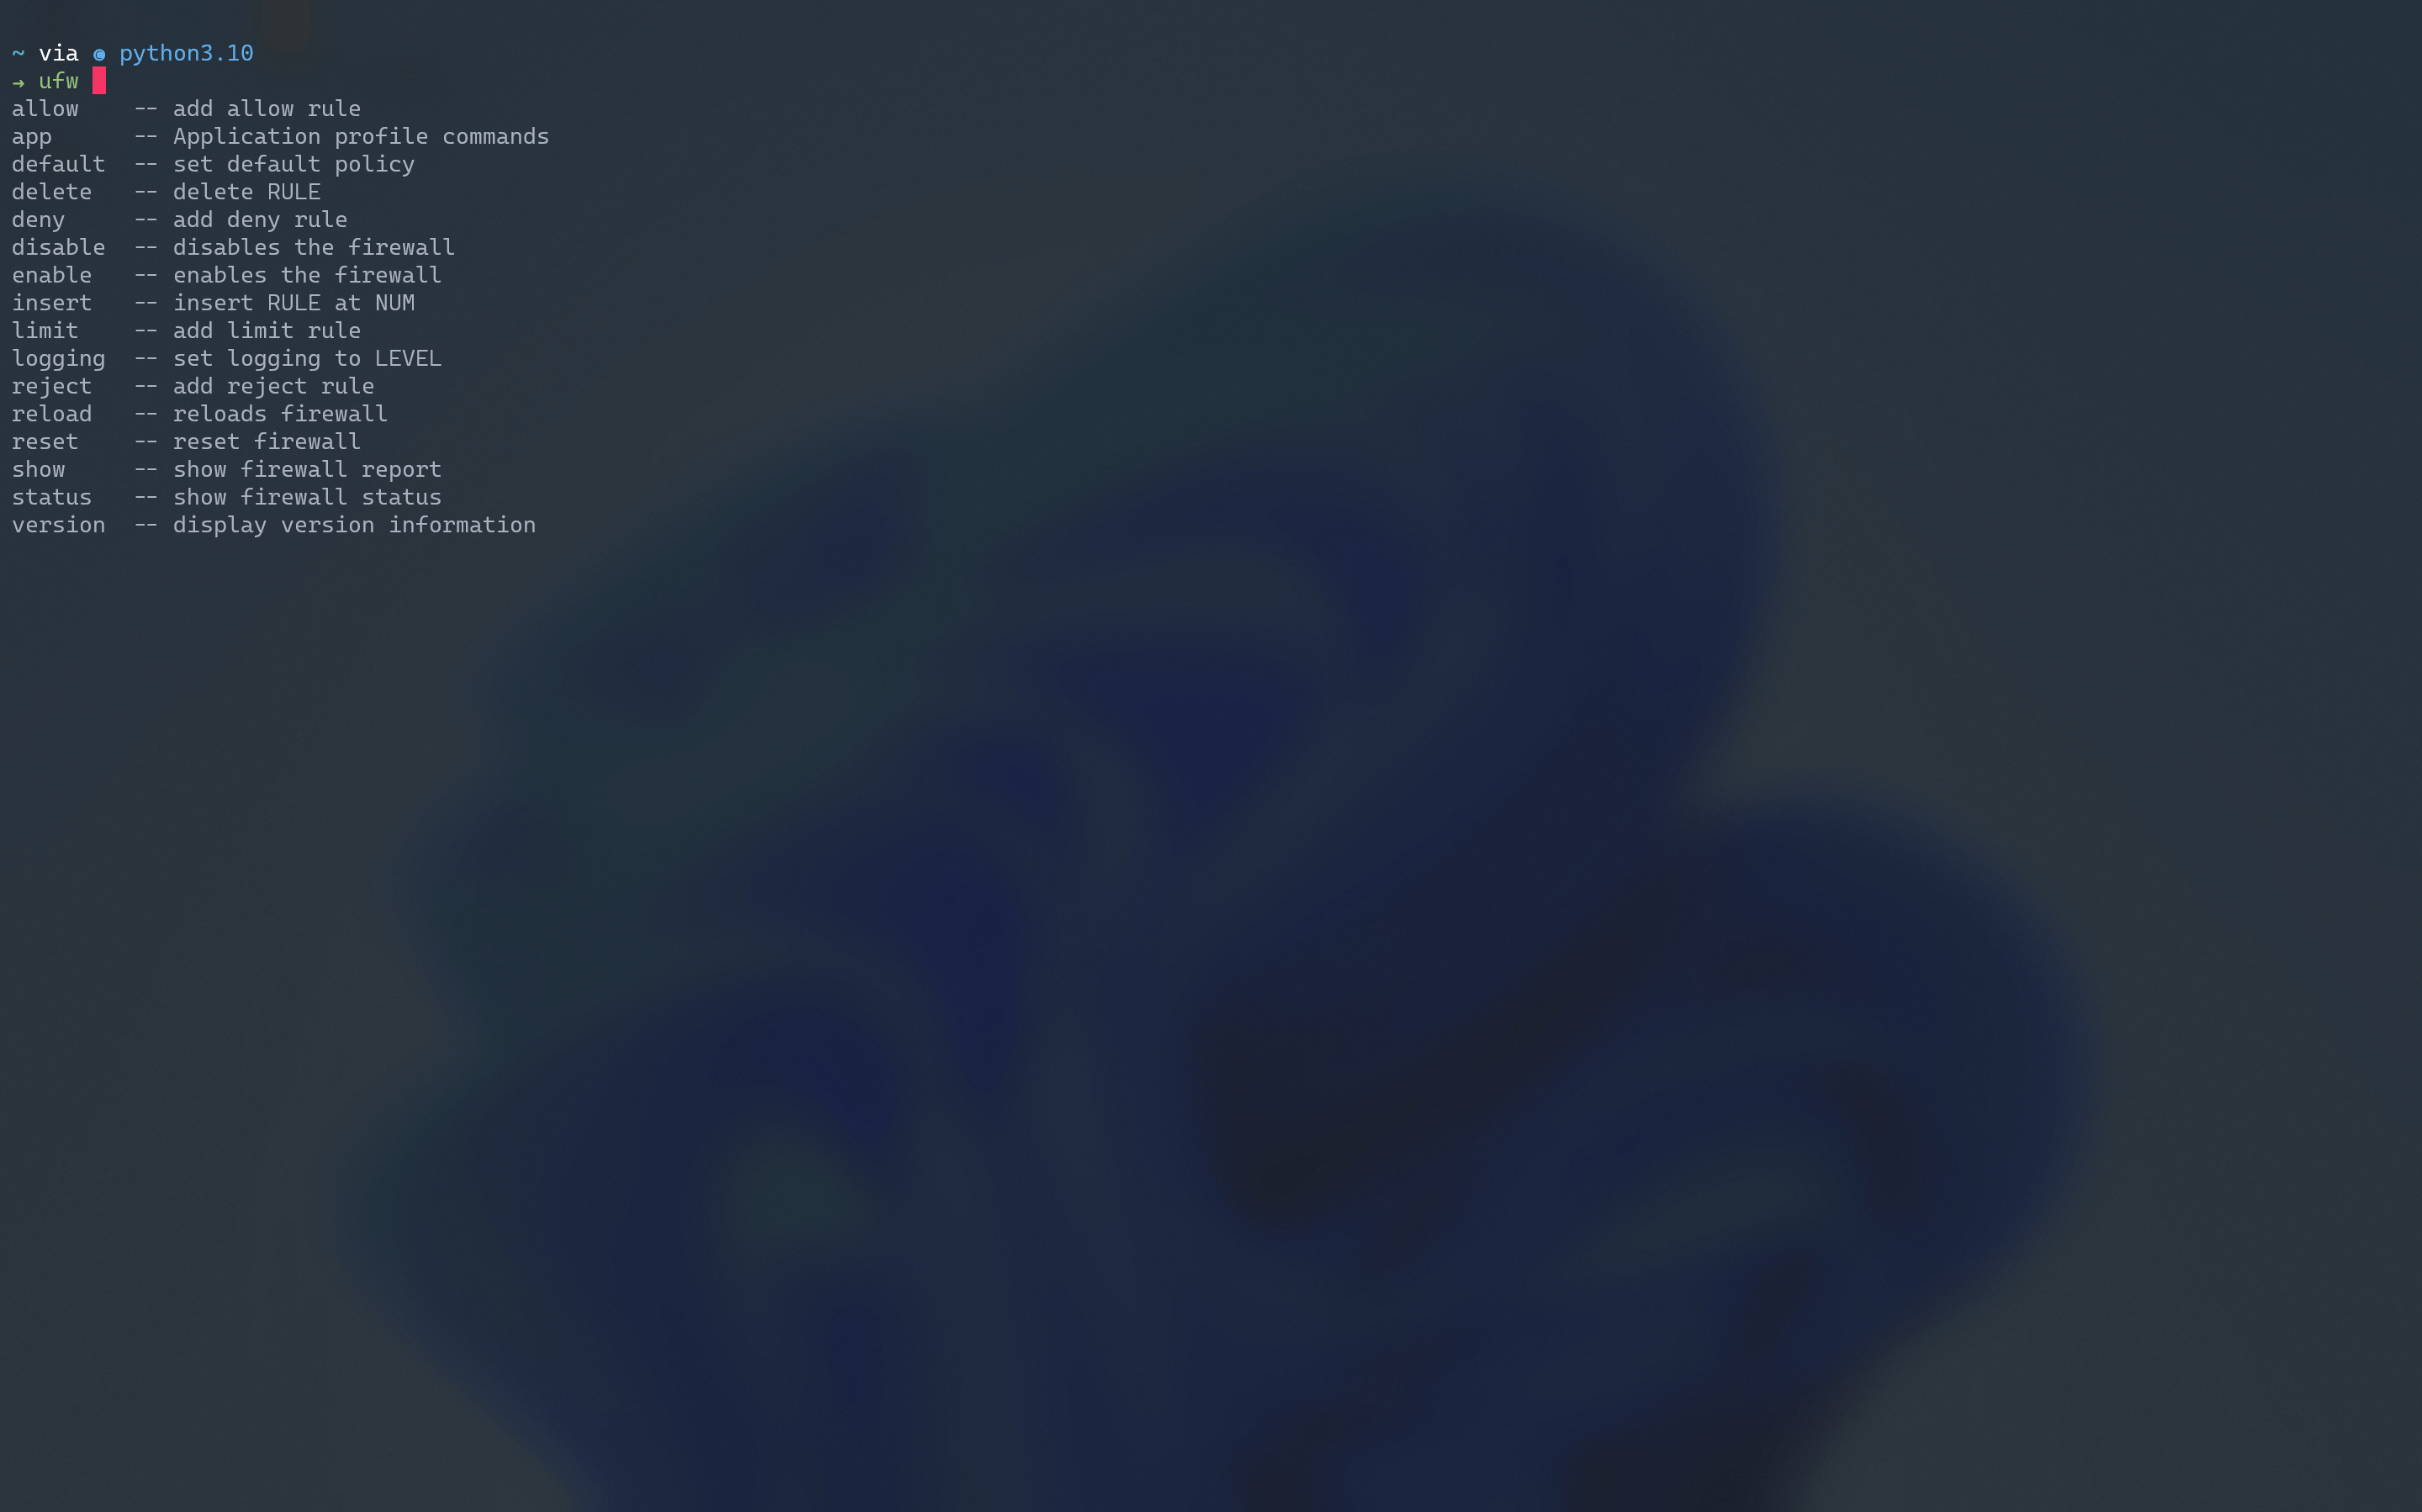 ~ via python3.10
→ ufw
allow    -- add allow rule
app      -- Application profile commands
default  -- set default policy
delete   -- delete RULE
deny     -- add deny rule
disable  -- disables the firewall
enable   -- enables the firewall
insert   -- insert RULE at NUM
limit    -- add limit rule
logging  -- set logging to LEVEL
reject   -- add reject rule
reload   -- reloads firewall
reset    -- reset firewall
show     -- show firewall report
status   -- show firewall status
version  -- display version information